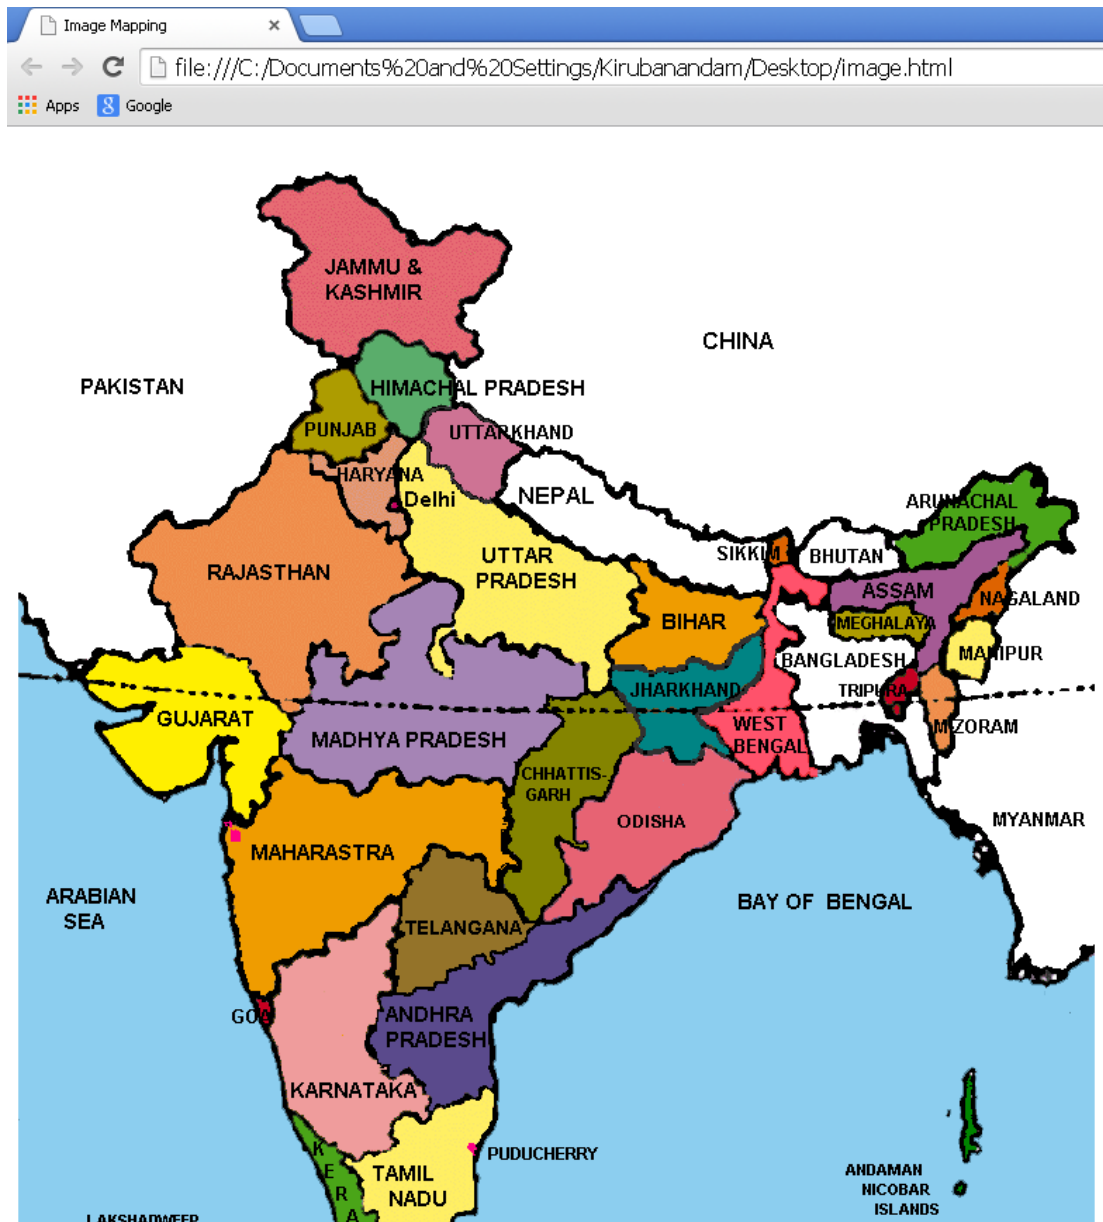 Image Mapping
file:///C:/Documents%20and%20Settings/Kirubanandam/Desktop/image.html
Apps
Google
JAMMU &
KASHMIR
CHINA
PAKISTAN
HIMACHAL PRADESH
PUNJAB
UTTARKHAND
HARYANA
Delhi
NEPAL
ARUNACHAL
PRADESH
SIKKIM
BHUTAN
UTTAR
PRADESH
RAJASTHAN
ASSAM
NAGALAND
BIHAR
MEGHALAYA
MANIPUR
BANGLADESH
JHARKHAND
TRIPURA
GUJARAT
WEST
BENGAL
MIZORAM
MADHYA PRADESH
CHHATTIS-
GARH
ODISHA
MYANMAR
MAHARASTRA
ARABIAN
SEA
BAY OF BENGAL
TELANGANA
GOA
ANDHRA
PRADESH
KARNATAKA
PUDUCHERRY
K
E
R
A
TAMIL
NADU
ANDAMAN
NICOBAR
ISLANDS
LAKSHADWEEP